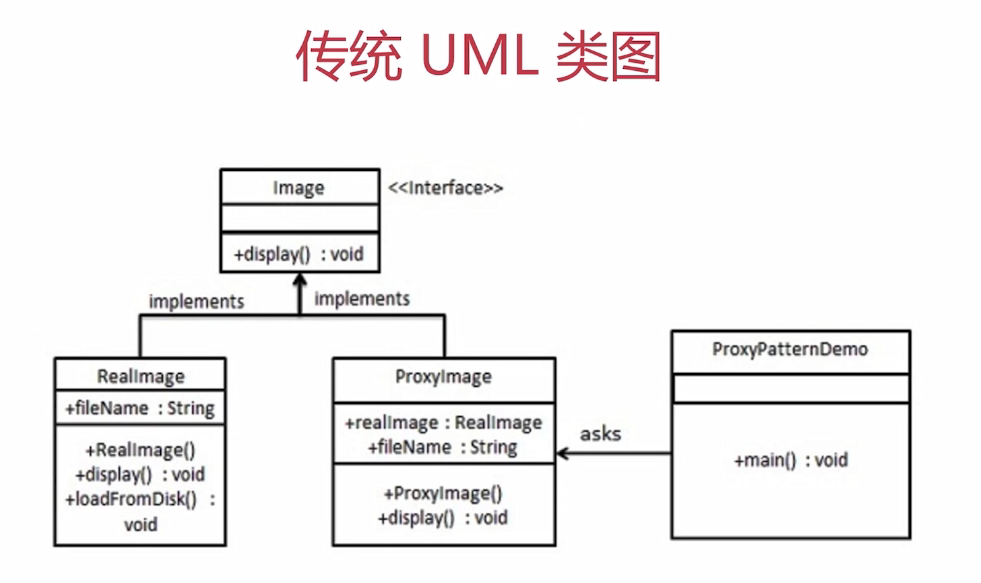 传统 UML 类图
Image
<<Interface>>
+display() : void
implements
implements
RealImage
+fileName : String
+RealImage()
+display() : void
+loadFromDisk() :
void
ProxyImage
+realImage : RealImage
+fileName : String
+ProxyImage()
+display() : void
asks
ProxyPatternDemo
+main() : void